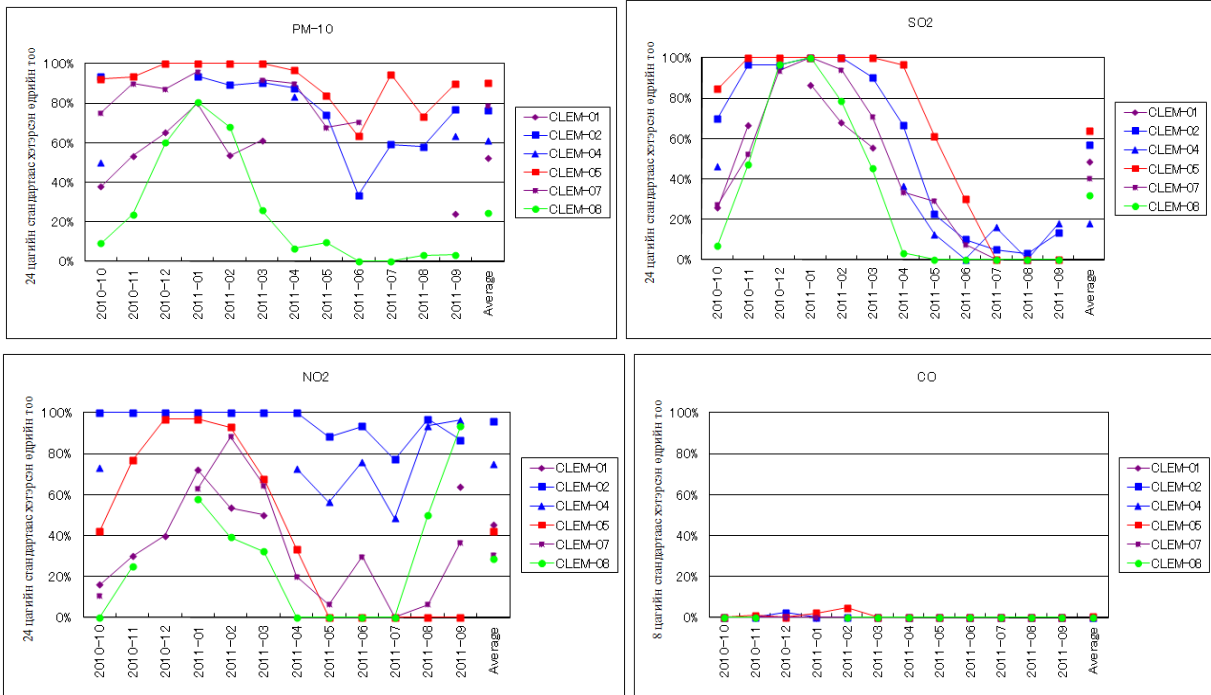 PM-10
24 цагийн стандартаас хэтэрсэн өдрийн тоо
100%
80%
60%
40%
20%
0%
2010-10
2010-11
2010-12
2011-01
2011-02
2011-03
2011-04
2011-05
2011-06
2011-07
2011-08
2011-09
Average
CLEM-01
CLEM-02
CLEM-04
CLEM-05
CLEM-07
CLEM-08
SO2
24 цагийн стандартаас хэтэрсэн өдрийн тоо
100%
80%
60%
40%
20%
0%
2010-10
2010-11
2010-12
2011-01
2011-02
2011-03
2011-04
2011-05
2011-06
2011-07
2011-08
2011-09
Average
CLEM-01
CLEM-02
CLEM-04
CLEM-05
CLEM-07
CLEM-08
NO2
24 цагийн стандартаас хэтэрсэн өдрийн тоо
100%
80%
60%
40%
20%
0%
2010-10
2010-11
2010-12
2011-01
2011-02
2011-03
2011-04
2011-05
2011-06
2011-07
2011-08
2011-09
Average
CLEM-01
CLEM-02
CLEM-04
CLEM-05
CLEM-07
CLEM-08
CO
8 цагийн стандартаас хэтэрсэн өдрийн тоо
100%
80%
60%
40%
20%
0%
2010-10
2010-11
2010-12
2011-01
2011-02
2011-03
2011-04
2011-05
2011-06
2011-07
2011-08
2011-09
Average
CLEM-01
CLEM-02
CLEM-04
CLEM-05
CLEM-07
CLEM-08